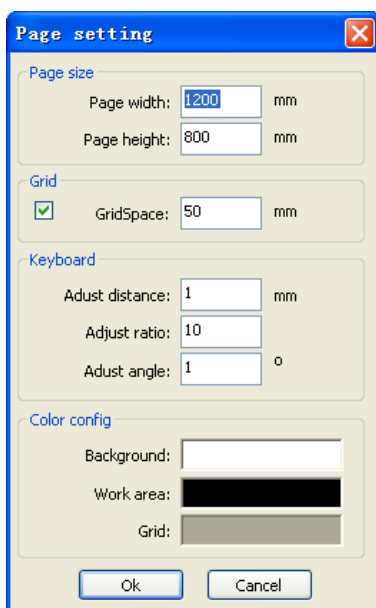 Page setting
Page size
Page width: 1200 mm
Page height: 800 mm
Grid
GridSpace: 50 mm
Keyboard
Adust distance: 1 mm
Adjust ratio: 10
Adust angle: 1 °
Color config
Background:
Work area:
Grid:
Ok Cancel